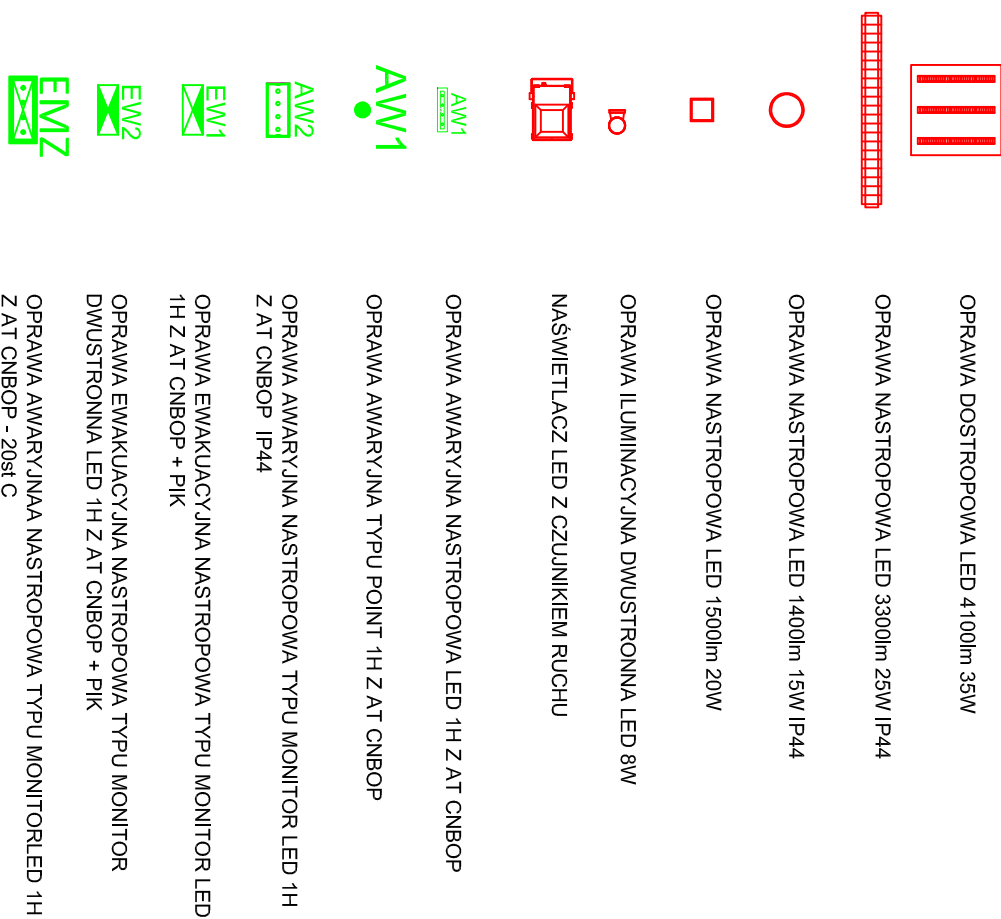 OPRAWA DOSTROPOWA LED 4100lm 35W
OPRAWA NASTROPOWA LED 3300lm 25W IP44
OPRAWA NASTROPOWA LED 1400lm 15W IP44
OPRAWA NASTROPOWA LED 1500lm 20W
OPRAWA ILUMINACYJNA DWUSTRONNA LED 8W
NAŚWIETLACZ LED Z CZUJNIKIEM RUCHU
AW1
OPRAWA AWARYJNA NASTROPOWA LED 1H Z AT CNBOP
AW1
OPRAWA AWARYJNA TYPU POINT 1H Z AT CNBOP
AW2
OPRAWA AWARYJNA NASTROPOWA TYPU MONITOR LED 1H
Z AT CNBOP IP44
EW1
OPRAWA EWAKUACYJNA NASTROPOWA TYPU MONITOR LED
1H Z AT CNBOP + PIK
EW2
OPRAWA EWAKUACYJNA NASTROPOWA TYPU MONITOR
DWUSTRONNA LED 1H Z AT CNBOP + PIK
EMZ
OPRAWA AWARYJNAA NASTROPOWA TYPU MONITORLED 1H
Z AT CNBOP - 20st C